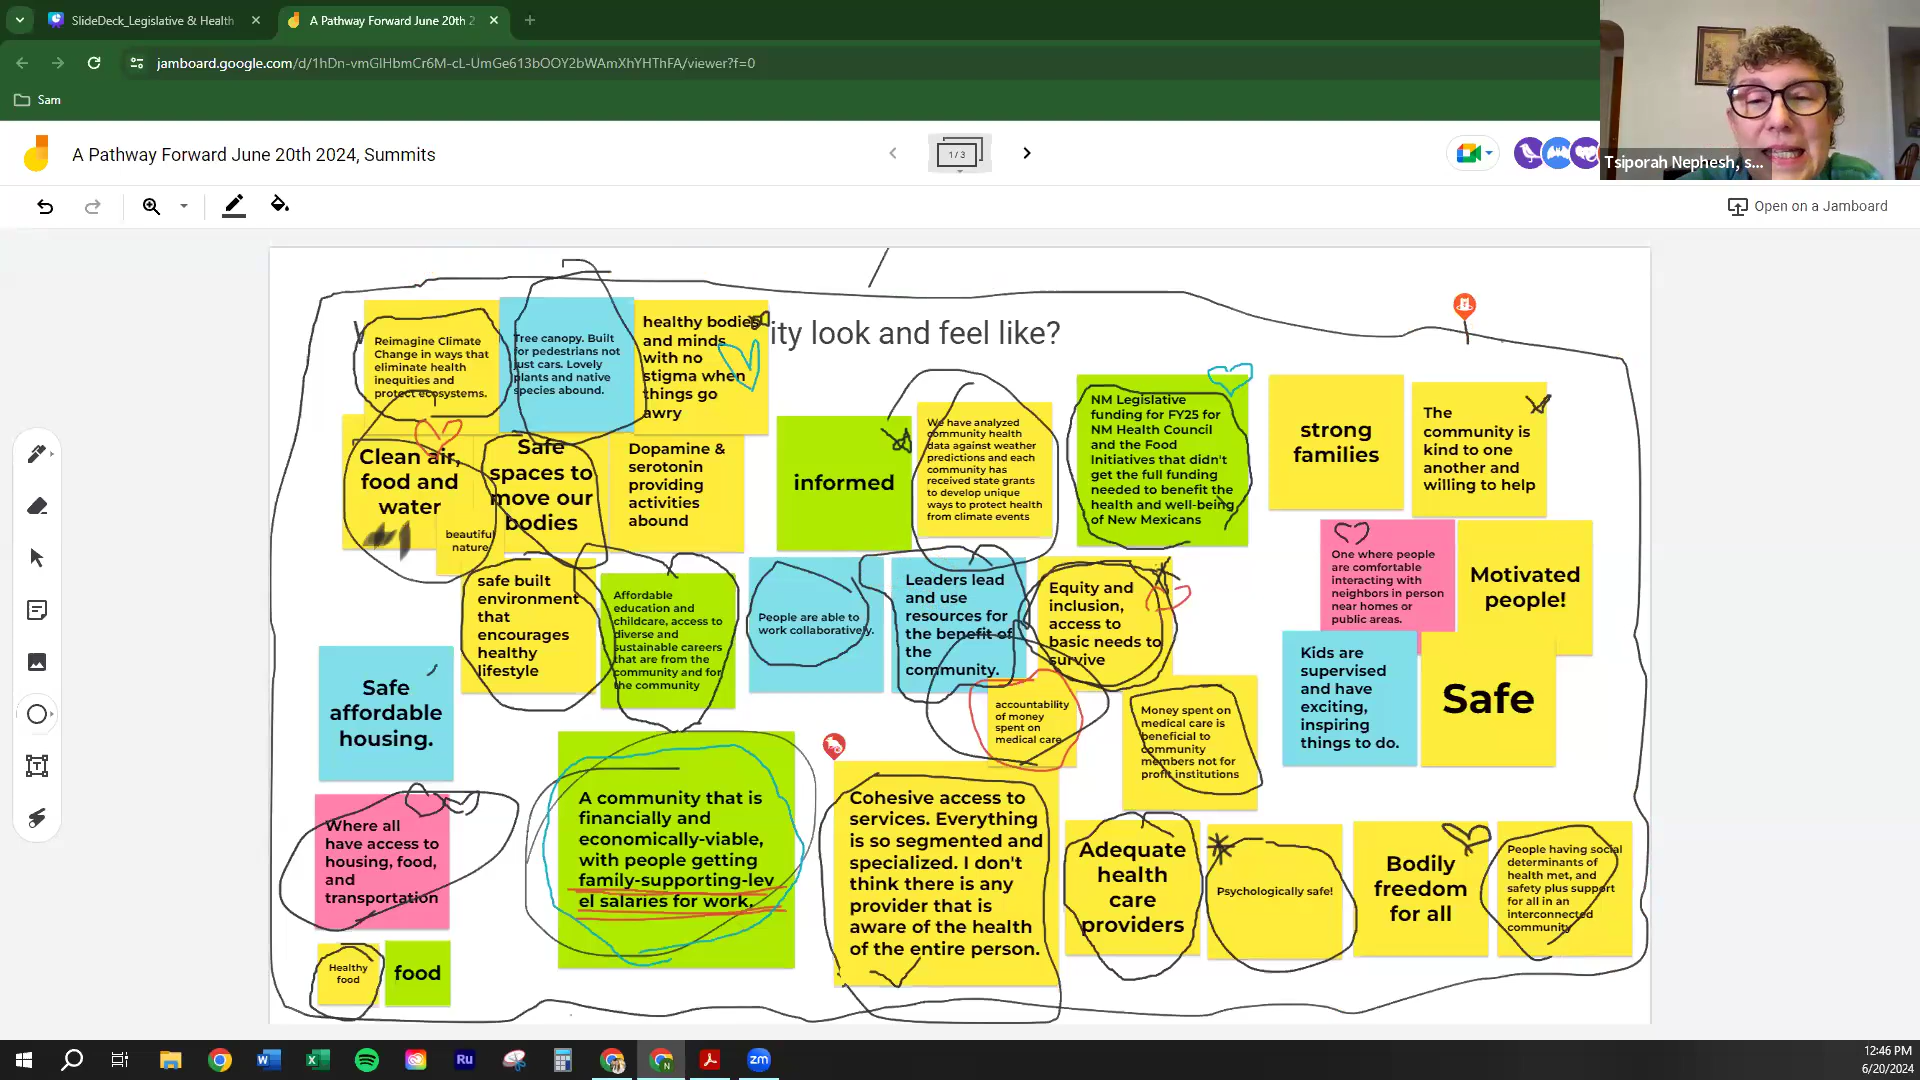 SlideDeck_Legislative & Health
A Pathway Forward June 20th 2
jamboard.google.com/d/1hDn-vmGlHbmCr6M-cL-UmGe613bOOY2bWAmXhYHThFA/viewer?f=0
Sam
Tsiporah Nephesh, s...
A Pathway Forward June 20th 2024, Summits
1 / 3
Open on a Jamboard
ity look and feel like?
Reimagine Climate
Change in ways that
eliminate health
inequities and
protect ecosystems.
Tree canopy. Built
for pedestrians not
just cars. Lovely
plants and native
species abound.
healthy bodies
and minds
with no
stigma when
things go
awry
Clean air,
food and
water
beautiful
nature
Safe
spaces to
move our
bodies
Dopamine &
serotonin
providing
activities
abound
informed
We have analyzed
community health
data against weather
predictions and each
community has
received state grants
to develop unique
ways to protect health
from climate events
NM Legislative
funding for FY25 for
NM Health Council
and the Food
Initiatives that didn't
get the full funding
needed to benefit the
health and well-being
of New Mexicans
strong
families
The
community is
kind to one
another and
willing to help
One where people
are comfortable
interacting with
neighbors in person
near homes or
public areas.
Motivated
people!
safe built
environment
that
encourages
healthy
lifestyle
Affordable
education and
childcare, access to
diverse and
sustainable careers
that are from the
community and for
the community
People are able to
work collaboratively.
Leaders lead
and use
resources for
the benefit of
the
community.
Equity and
inclusion,
access to
basic needs to
survive
accountability
of money
spent on
medical care
Money spent on
medical care is
beneficial to
community
members not for
profit institutions
Kids are
supervised
and have
exciting,
inspiring
things to do.
Safe
Safe
affordable
housing.
Where all
have access to
housing, food,
and
transportation
A community that is
financially and
economically-viable,
with people getting
family-supporting-lev
el salaries for work.
Cohesive access to
services. Everything
is so segmented and
specialized. I don't
think there is any
provider that is
aware of the health
of the entire person.
Adequate
health
care
providers
Psychologically safe!
Bodily
freedom
for all
People having social
determinants of
health met, and
safety plus support
for all in an
interconnected
community
Healthy
food
food
Ru
zm
12:46 PM
6/20/2024